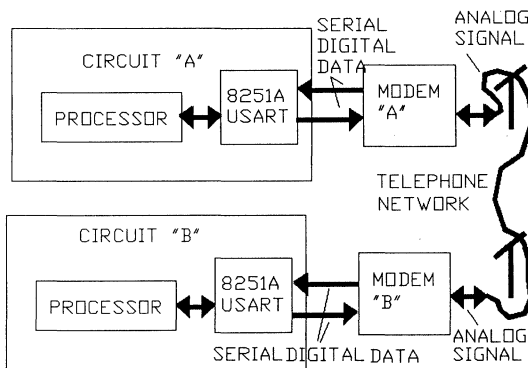 SERIAL
DIGITAL
DATA
ANALOG
SIGNAL
CIRCUIT "A"
PROCESSOR
8251A
USART
MODEM
"A"
TELEPHONE
NETWORK
CIRCUIT "B"
PROCESSOR
8251A
USART
MODEM
"B"
SERIAL DIGITAL DATA
ANALOG
SIGNAL